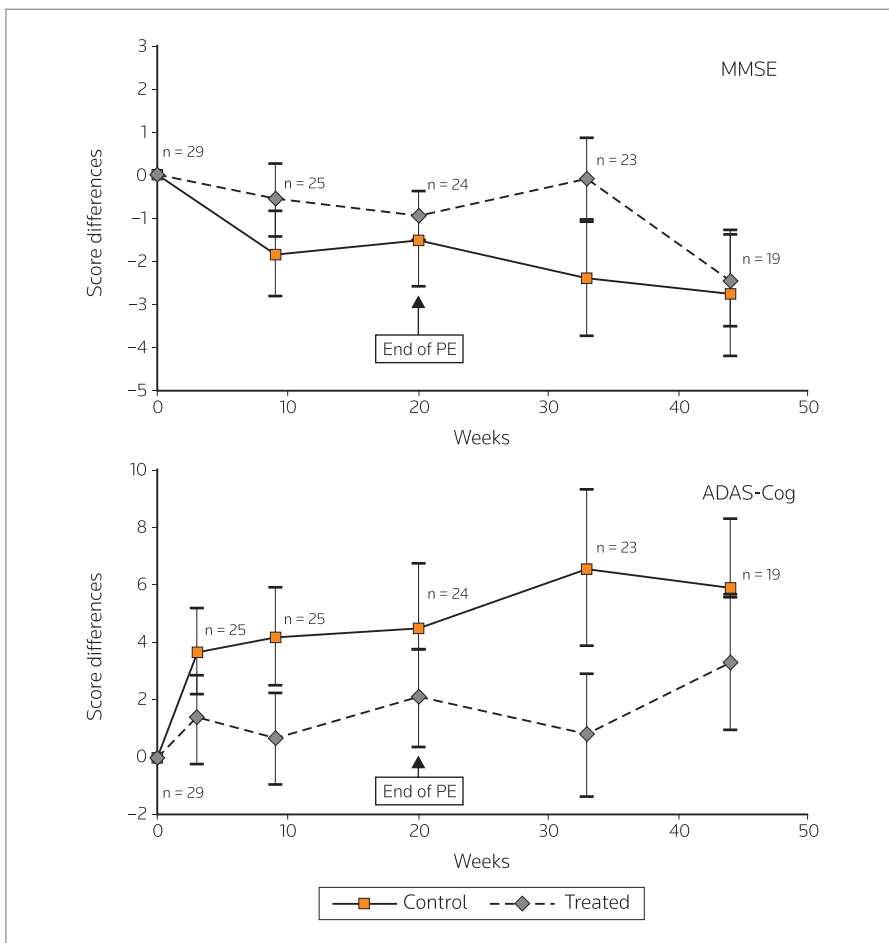 3
MMSE
2
1
n = 29
n = 23
0
n = 25
n = 24
−1
−2
n = 19
−3
−4
End of PE
−5
0 10 20 30 40 50
Score differences
Weeks
10
ADAS-Cog
8
n = 23
n = 19
6
n = 24
n = 25 n = 25
4
2
0
n = 29
End of PE
−2
0 10 20 30 40 50
Score differences
Weeks
Control Treated